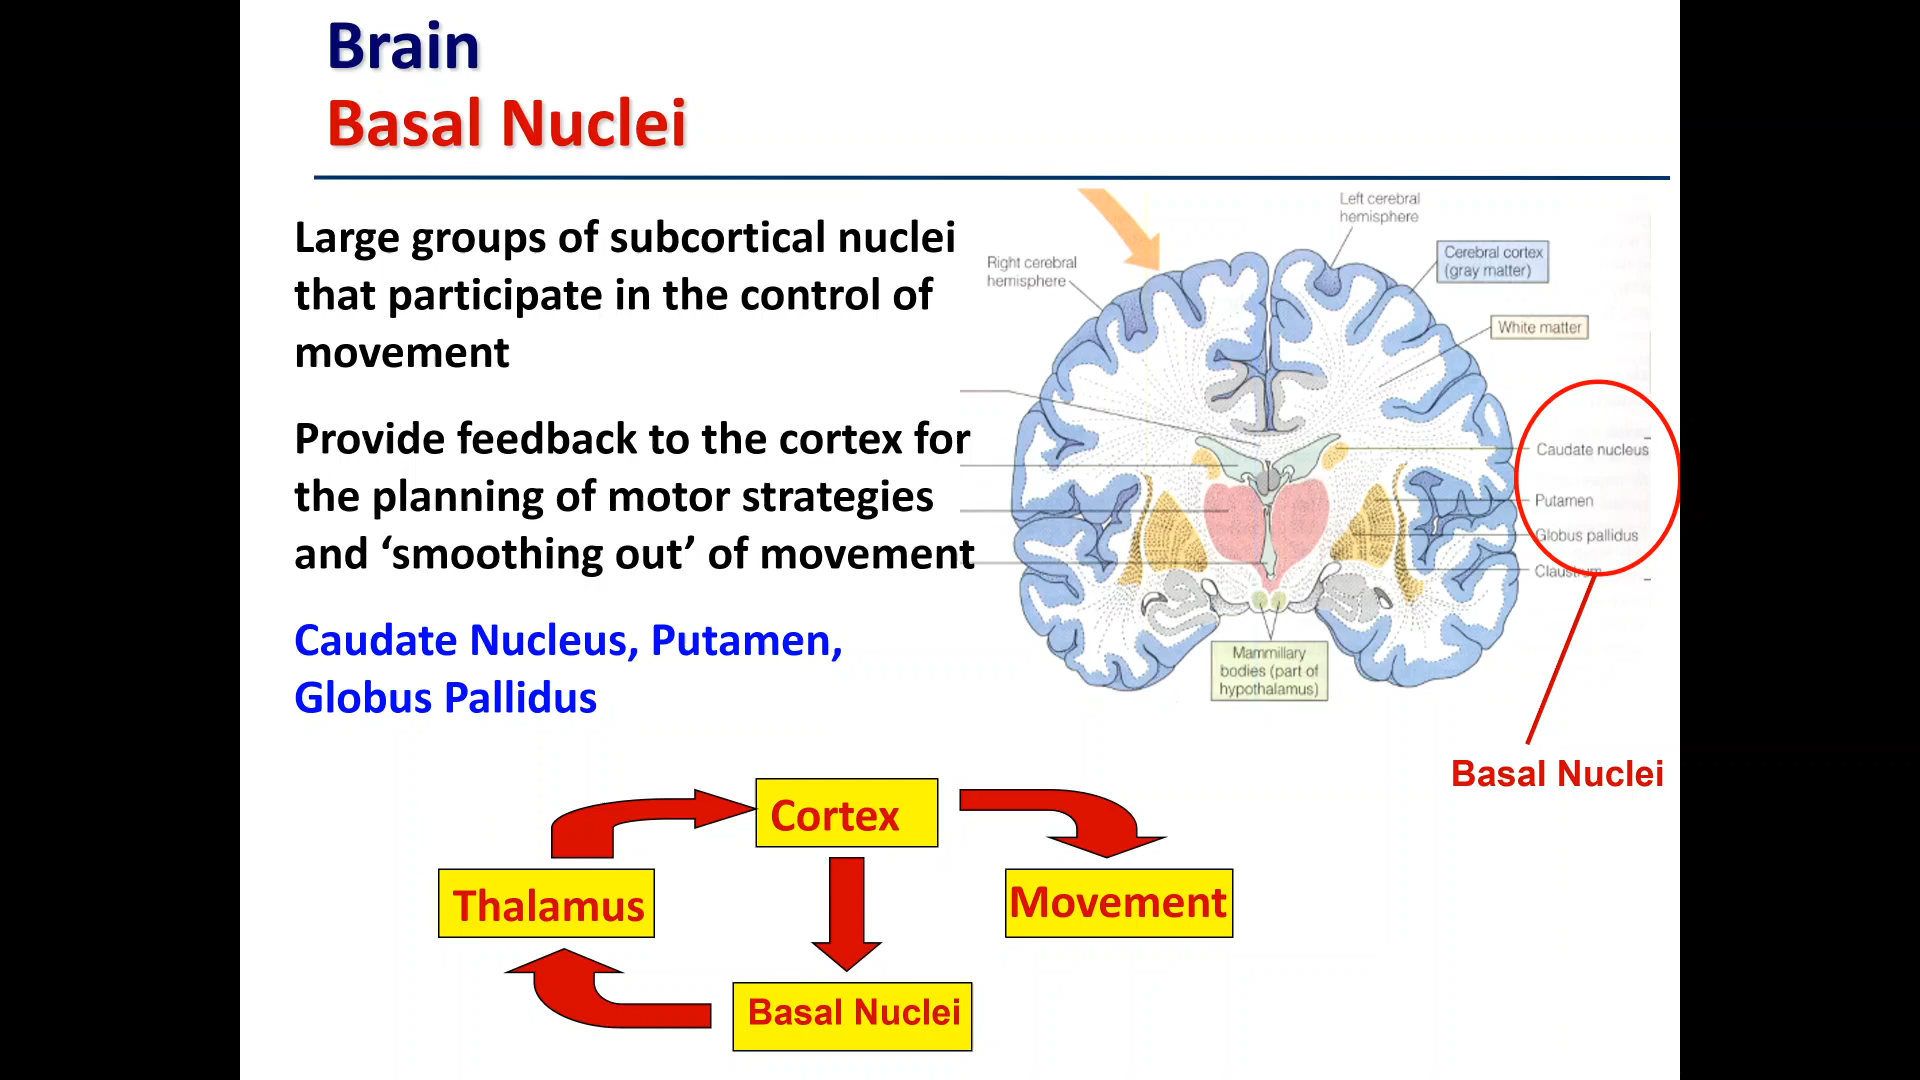 Brain
Basal Nuclei
Large groups of subcortical nuclei
that participate in the control of
movement
Provide feedback to the cortex for
the planning of motor strategies
and ‘smoothing out’ of movement
Caudate Nucleus, Putamen,
Globus Pallidus
Left cerebral
hemisphere
Right cerebral
hemisphere
Cerebral cortex
(gray matter)
White matter
Caudate nucleus
Putamen
Globus pallidus
Claustrum
Mammillary
bodies (part of
hypothalamus)
Basal Nuclei
Cortex
Thalamus
Movement
Basal Nuclei